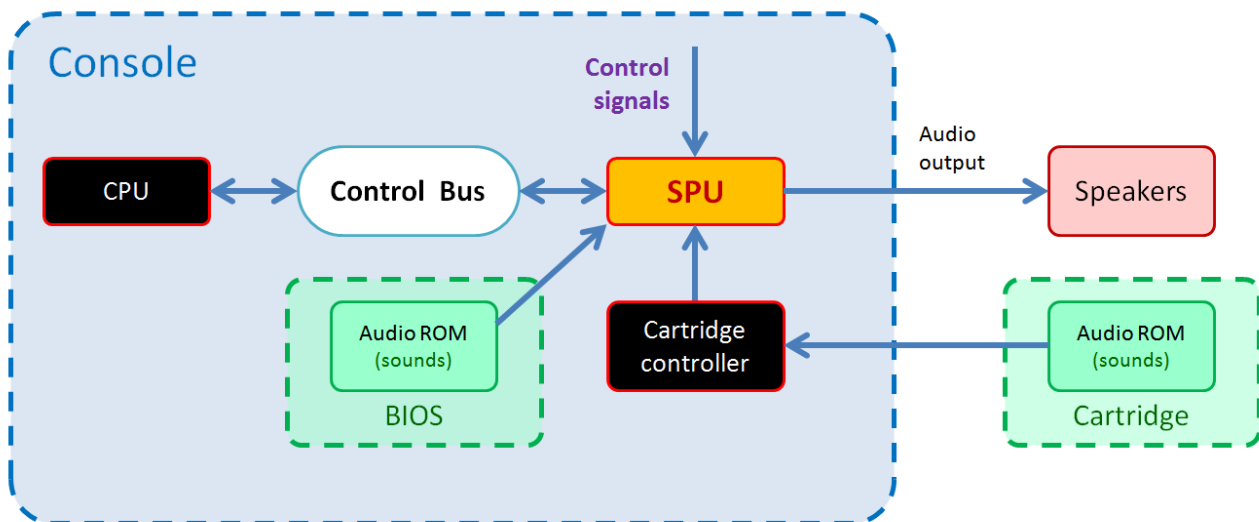 Console
Control
signals
Audio
output
CPU
Control Bus
SPU
Speakers
Audio ROM
(sounds)
BIOS
Cartridge
controller
Audio ROM
(sounds)
Cartridge